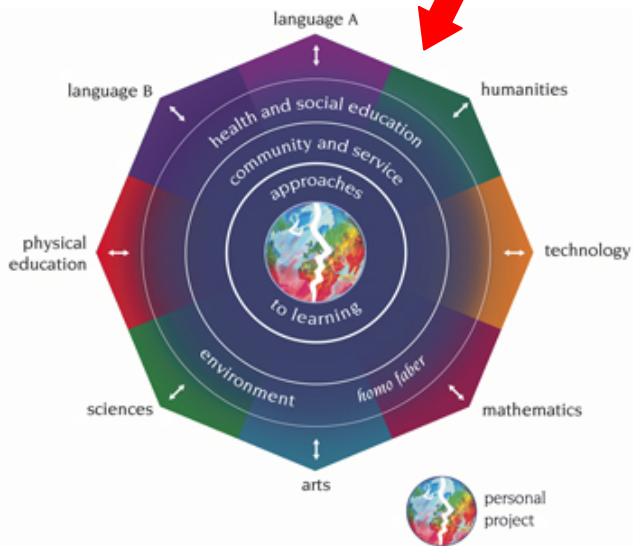 language A
language B
humanities
health and social education
community and service
approaches
to learning
physical
education
technology
environment
homo faber
sciences
mathematics
arts
personal
project